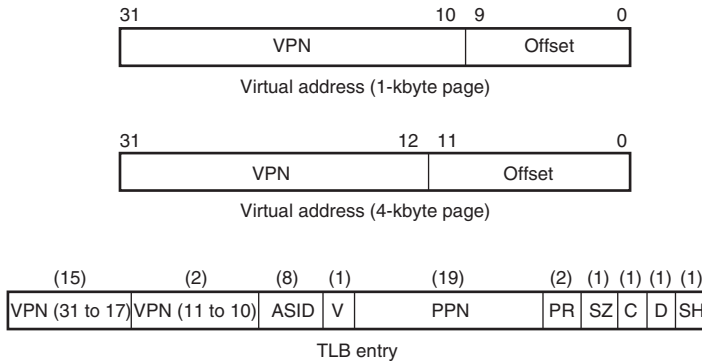 31 10 9 0
VPN Offset
Virtual address (1-kbyte page)
31 12 11 0
VPN Offset
Virtual address (4-kbyte page)
(15) (2) (8) (1) (19) (2) (1) (1) (1) (1)
VPN (31 to 17) VPN (11 to 10) ASID V PPN PR SZ C D SH
TLB entry